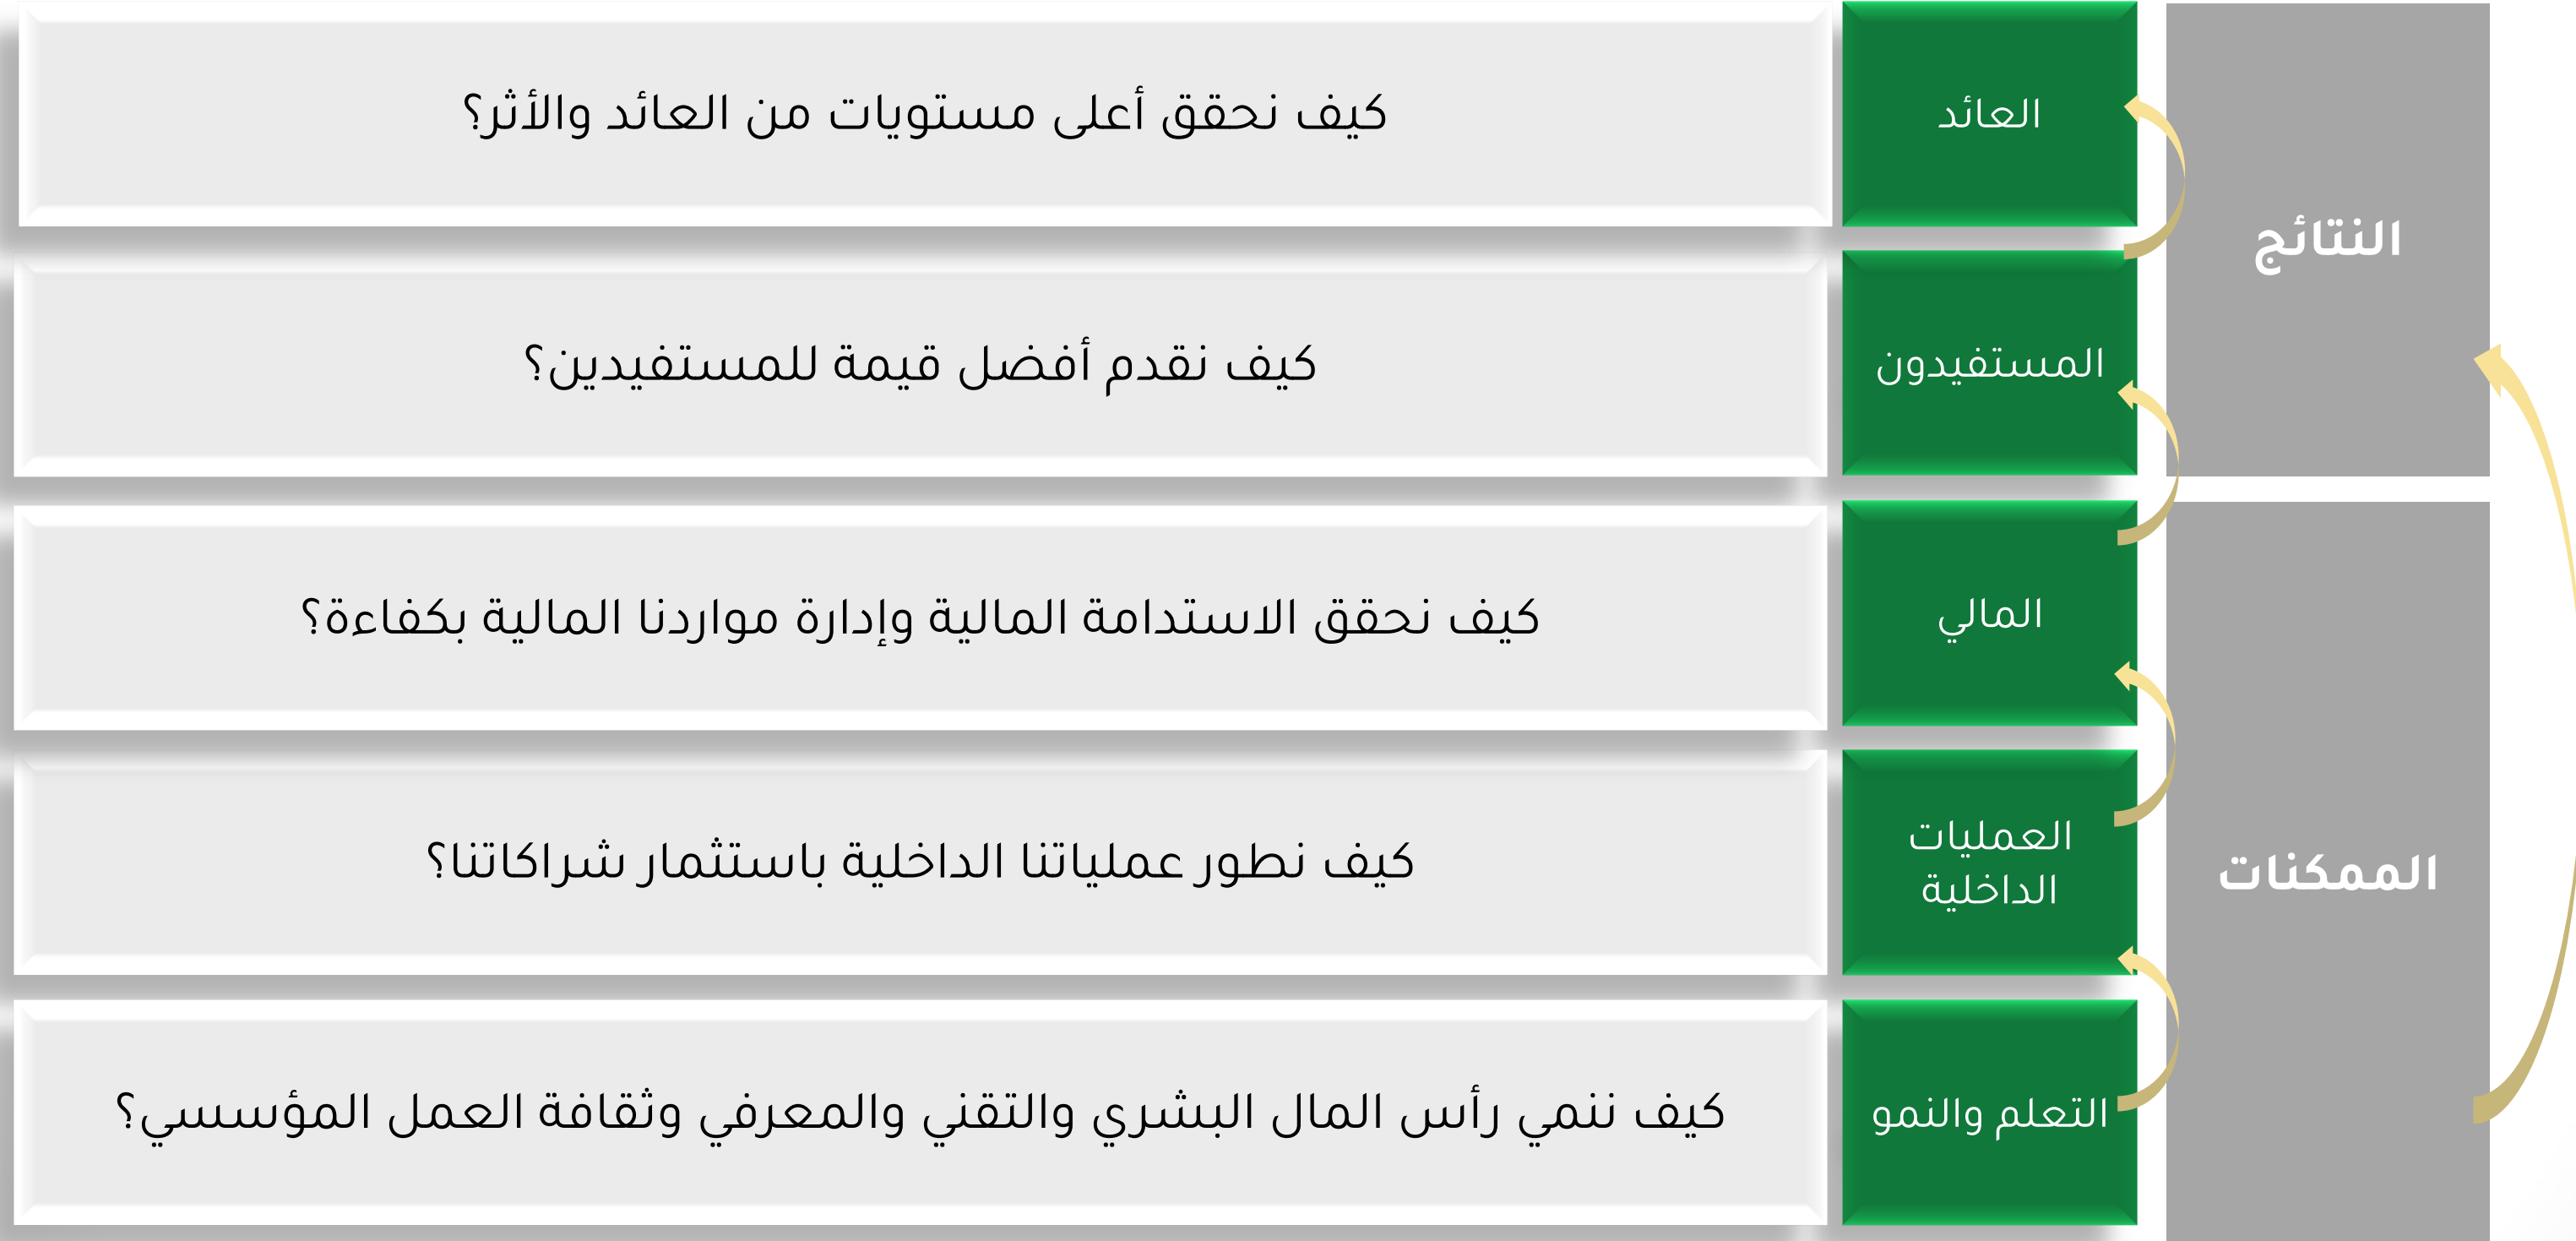 النتائج
العائد
كيف نحقق أعلى مستويات من العائد والأثر؟
المستفيدون
كيف نقدم أفضل قيمة للمستفيدين؟
الممكنات
المالي
كيف نحقق الاستدامة المالية وإدارة مواردنا المالية بكفاءة؟
العمليات
الداخلية
كيف نطور عملياتنا الداخلية باستثمار شراكاتنا؟
التعلم والنمو
كيف ننمي رأس المال البشري والتقني والمعرفي وثقافة العمل المؤسسي؟